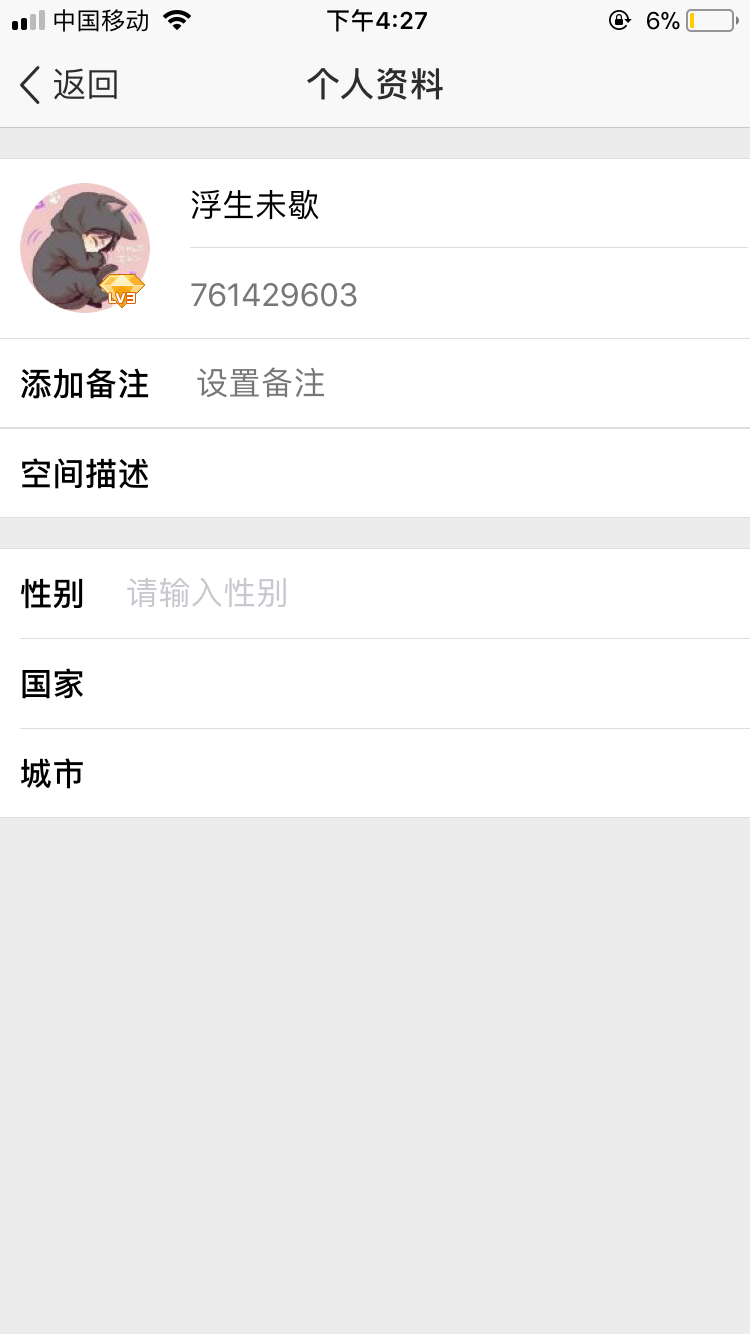 中国移动 下午4:27 6%
返回 个人资料
浮生未歇
LV3
761429603
添加备注 设置备注
空间描述
性别 请输入性别
国家
城市